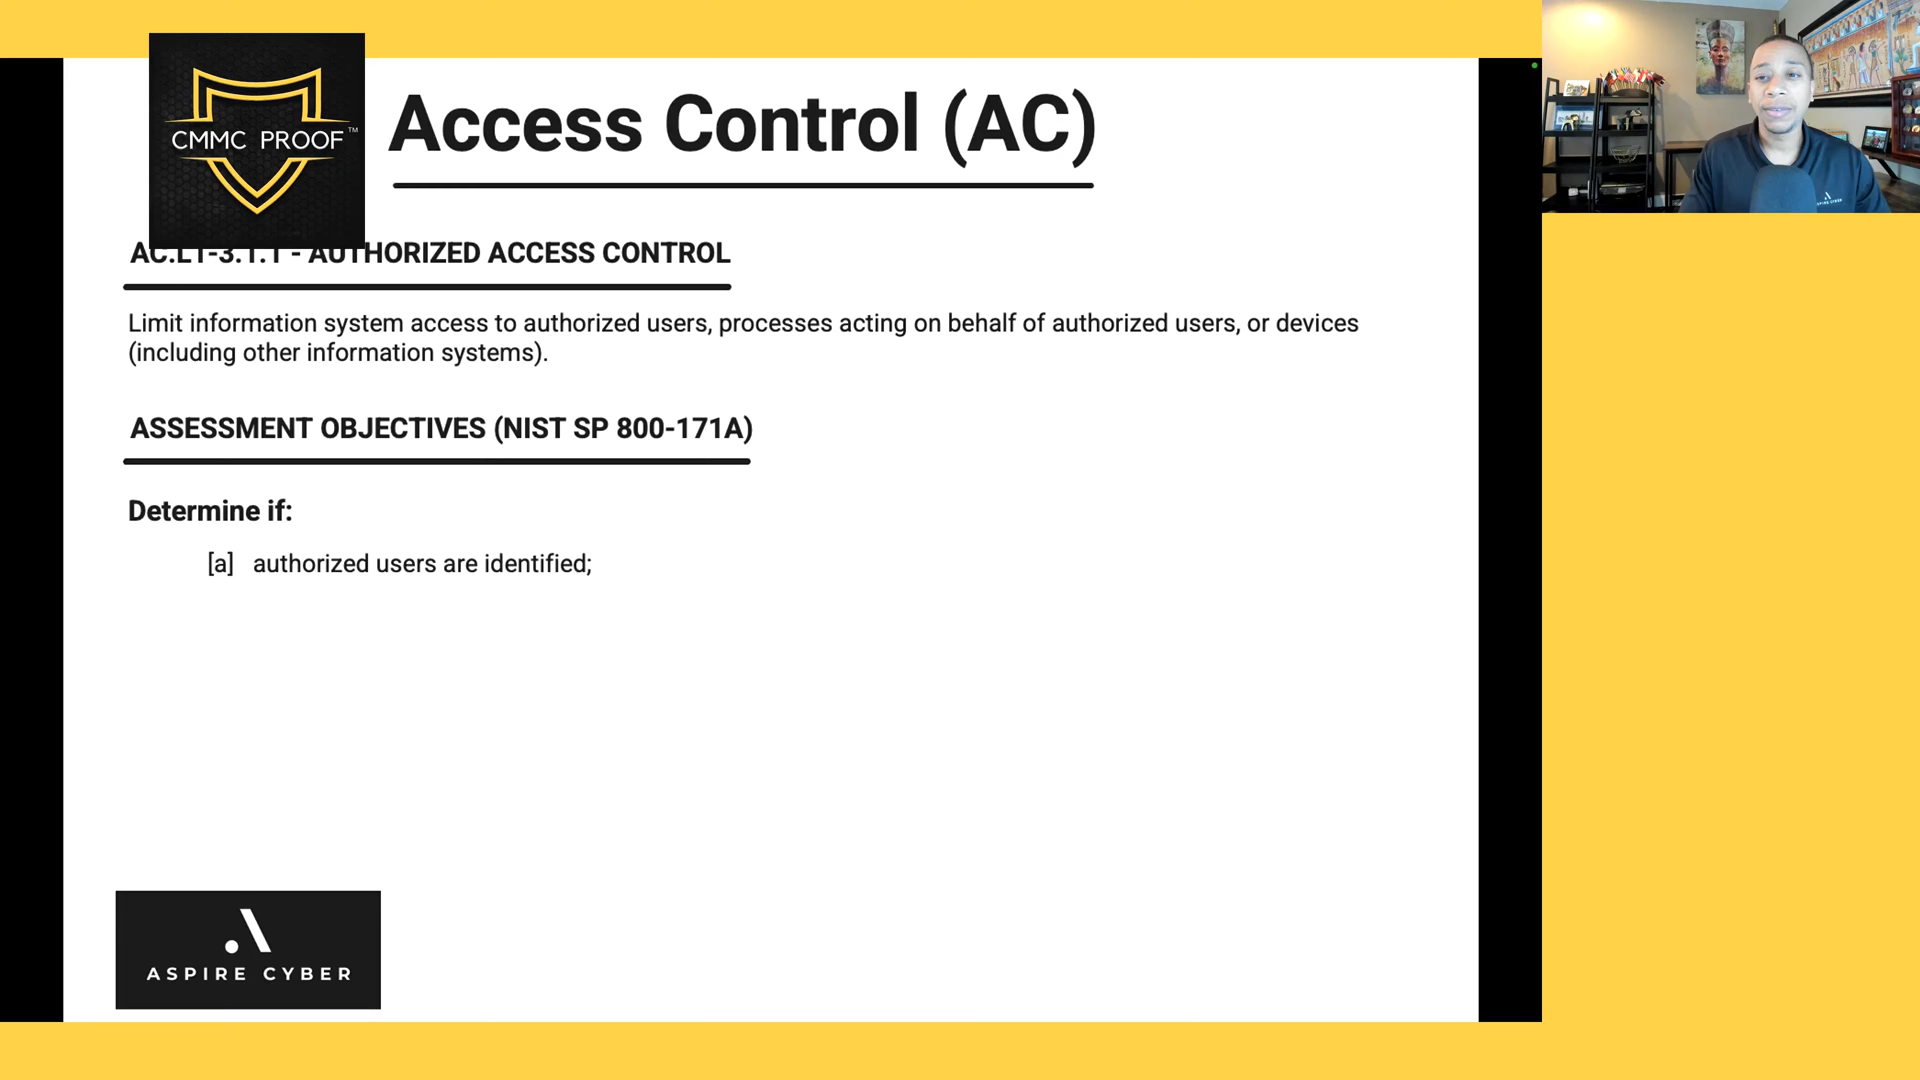 CMMC PROOF™
Access Control (AC)
AC.L1-3.1.1 - AUTHORIZED ACCESS CONTROL
Limit information system access to authorized users, processes acting on behalf of authorized users, or devices
(including other information systems).
ASSESSMENT OBJECTIVES (NIST SP 800-171A)
Determine if:
[a] authorized users are identified;
ASPIRE CYBER
ASPIRE CYBER